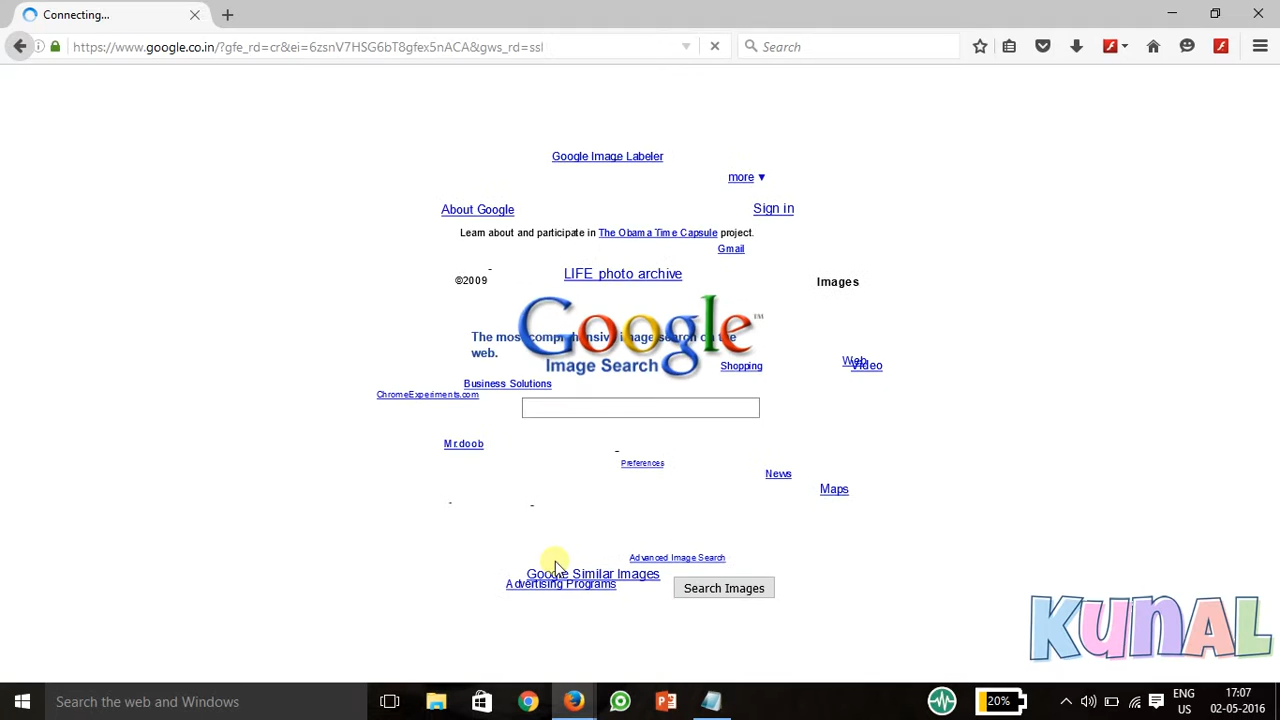 Connecting...
https://www.google.co.in/?gfe_rd=cr&ei=6zsnV7HSG6bT8gfex5nACA&gws_rd=ssl
Search
Google Image Labeler
more ▼
About Google
Sign in
Learn about and participate in The Obama Time Capsule project.
Gmail
LIFE photo archive
©2009
Images
Google™
The most comprehensive image search on the
web.
Image Search
Shopping
Web
Video
Business Solutions
ChromeExperiments.com
Mr.doob
Preferences
News
Maps
Advanced Image Search
Google Similar Images
Advertising Programs
Search Images
KUNAL
Search the web and Windows
20%
ENG
US
17:07
02-05-2016